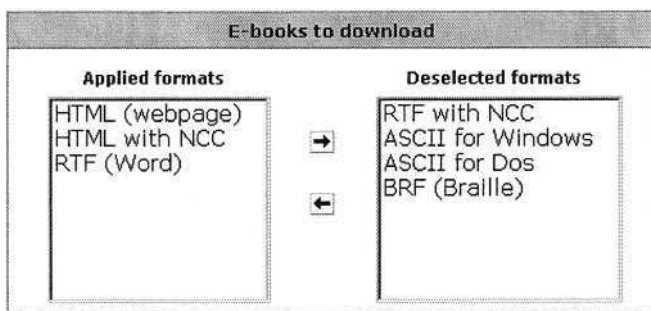 E-books to download
Applied formats
HTML (webpage)
HTML with NCC
RTF (Word)
Deselected formats
RTF with NCC
ASCII for Windows
ASCII for Dos
BRF (Braille)